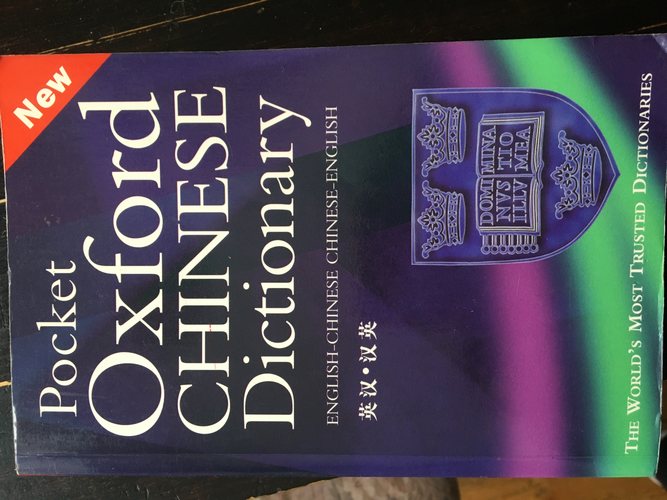 New
Pocket
Oxford
CHINESE
Dictionary
ENGLISH–CHINESE CHINESE–ENGLISH
英汉·汉英
DOMI MINA
NVS TIO
ILLV MEA
THE WORLD'S MOST TRUSTED DICTIONARIES